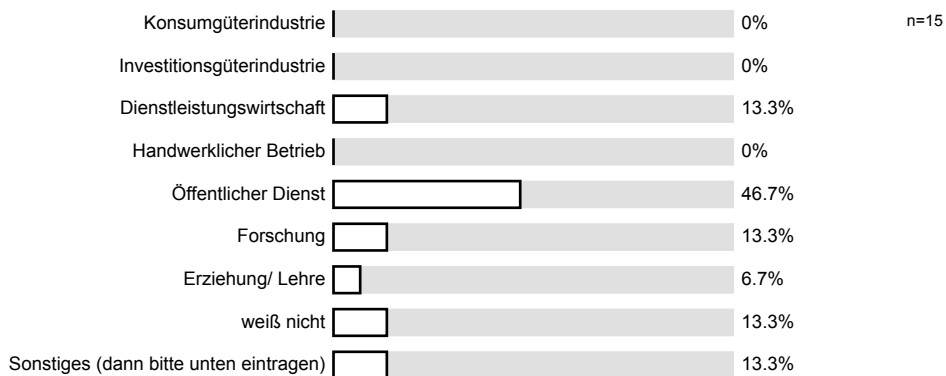 Konsumgüterindustrie 0% n=15
Investitionsgüterindustrie 0%
Dienstleistungswirtschaft 13.3%
Handwerklicher Betrieb 0%
Öffentlicher Dienst 46.7%
Forschung 13.3%
Erziehung/ Lehre 6.7%
weiß nicht 13.3%
Sonstiges (dann bitte unten eintragen) 13.3%